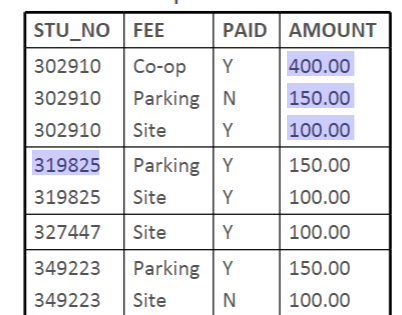 STU_NO FEE PAID AMOUNT
302910 Co-op Y 400.00
302910 Parking N 150.00
302910 Site Y 100.00
319825 Parking Y 150.00
319825 Site Y 100.00
327447 Site Y 100.00
349223 Parking Y 150.00
349223 Site N 100.00